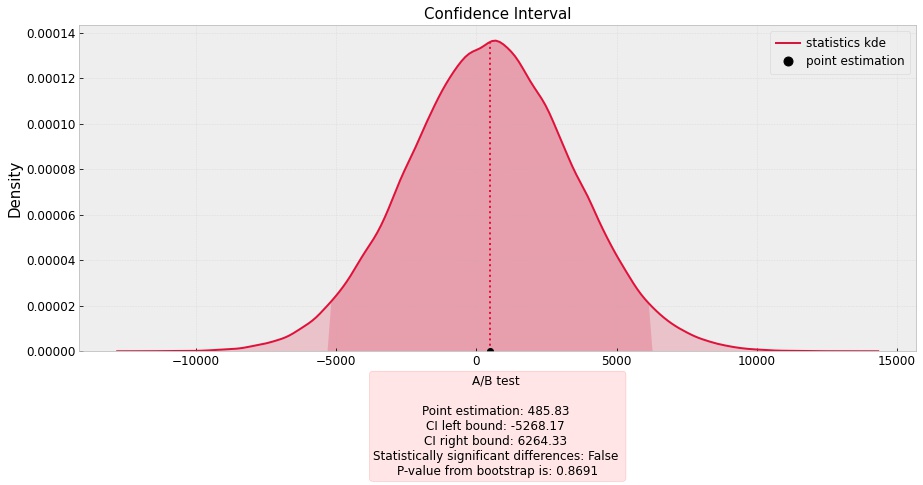 Confidence Interval
statistics kde
point estimation
Density
0.00014
0.00012
0.00010
0.00008
0.00006
0.00004
0.00002
0.00000
−10000
−5000
0
5000
10000
15000
A/B test
Point estimation: 485.83
CI left bound: -5268.17
CI right bound: 6264.33
Statistically significant differences: False
P-value from bootstrap is: 0.8691